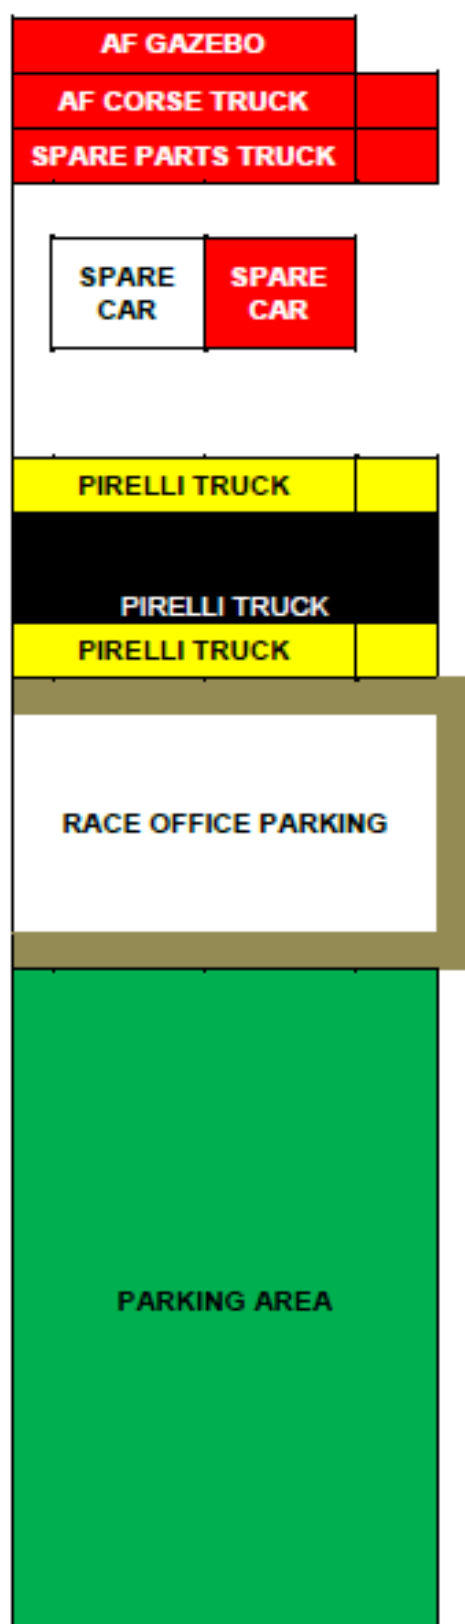 AF GAZEBO
AF CORSE TRUCK
SPARE PARTS TRUCK
SPARE
CAR
SPARE
CAR
PIRELLI TRUCK
PIRELLI TRUCK
PIRELLI TRUCK
RACE OFFICE PARKING
PARKING AREA